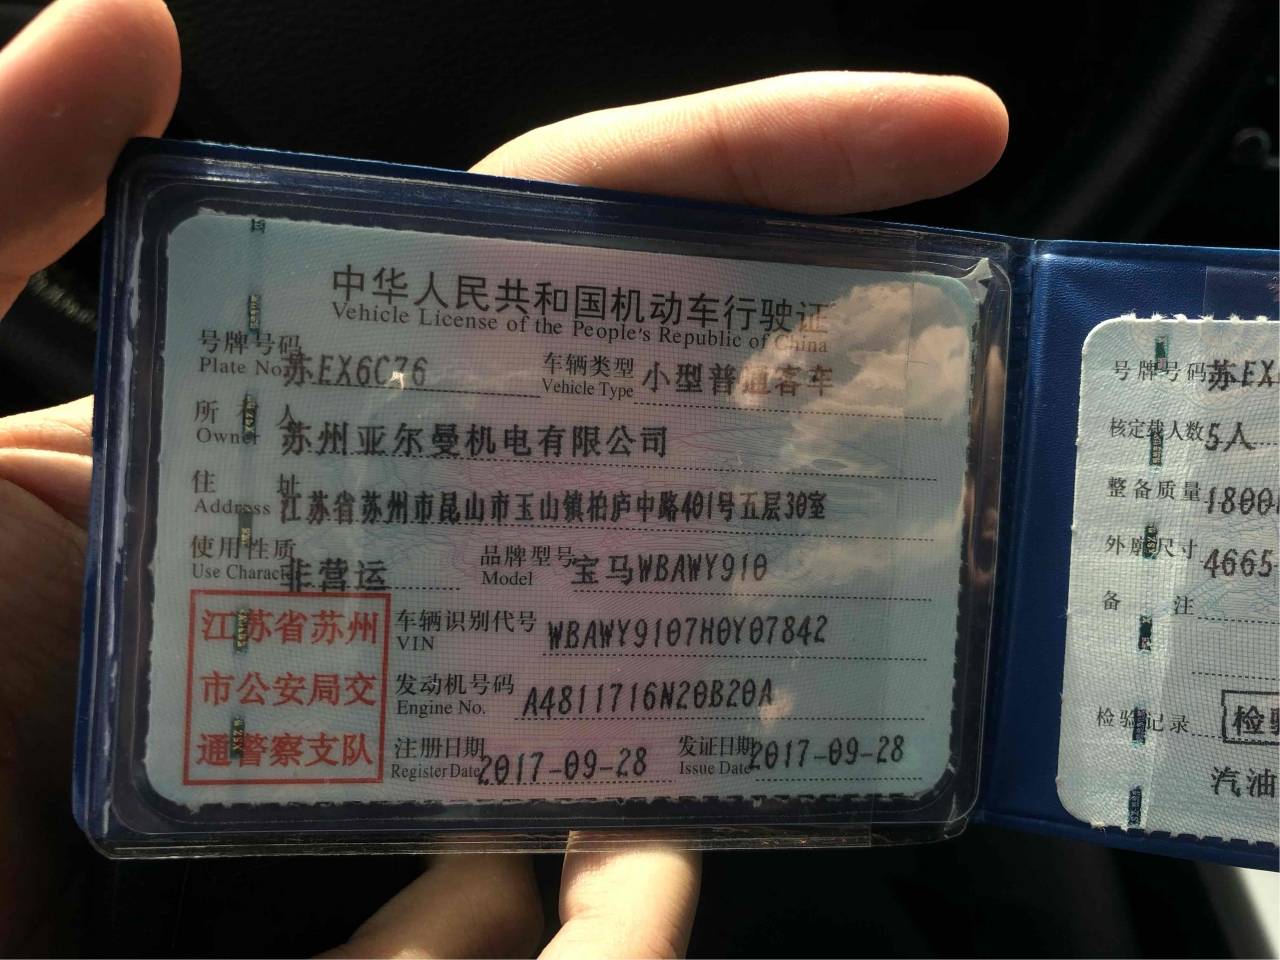 中华人民共和国机动车行驶证
Vehicle License of the People's Republic of China
号牌号码 苏EX6C76 车辆类型 小型普通客车
Plate No. Vehicle Type
所有人 苏州亚尔曼机电有限公司
Owner
住址 江苏省苏州市昆山市玉山镇柏庐中路401号五层30室
Address
使用性质 非营运 品牌型号 宝马WBAWY910
Use Charac Model
江苏省苏州
市公安局交
通警察支队
车辆识别代号 WBAWY9107H0Y07842
VIN
发动机号码 A4811716N20B20A
Engine No.
注册日期 2017-09-28 发证日期 2017-09-28
Register Date Issue Date
号牌号码 苏EX
核定载人数 5人
整备质量 1800
外廓尺寸 4665
备注
检验记录 检
汽油